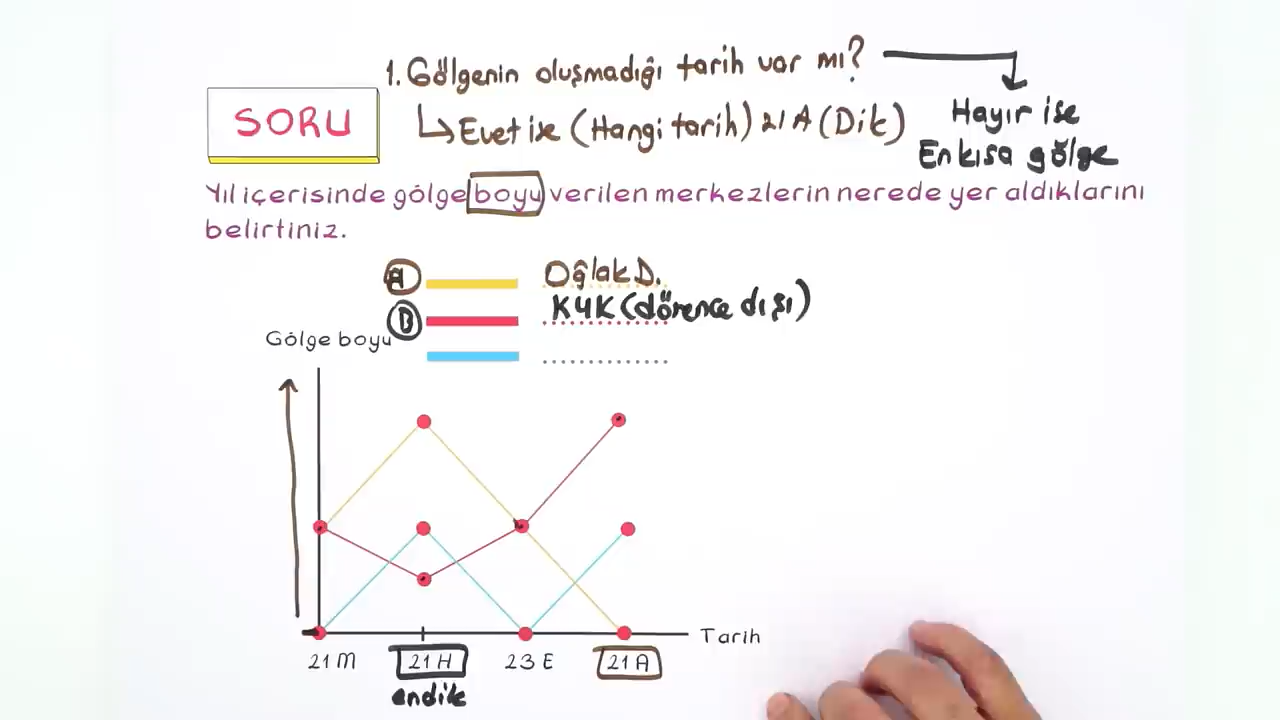 1. Gölgenin oluşmadığı tarih var mı?
SORU
Evet ise (Hangi tarih) 21 A (Dik)
Hayır ise
En kısa gölge
Yıl içerisinde gölge boyu verilen merkezlerin nerede yer aldıklarını
belirtiniz.
A Oğlak D.
B KYK (dönence dışı)
Gölge boyu
Tarih
21 M 21 H 23 E 21 A
en dik